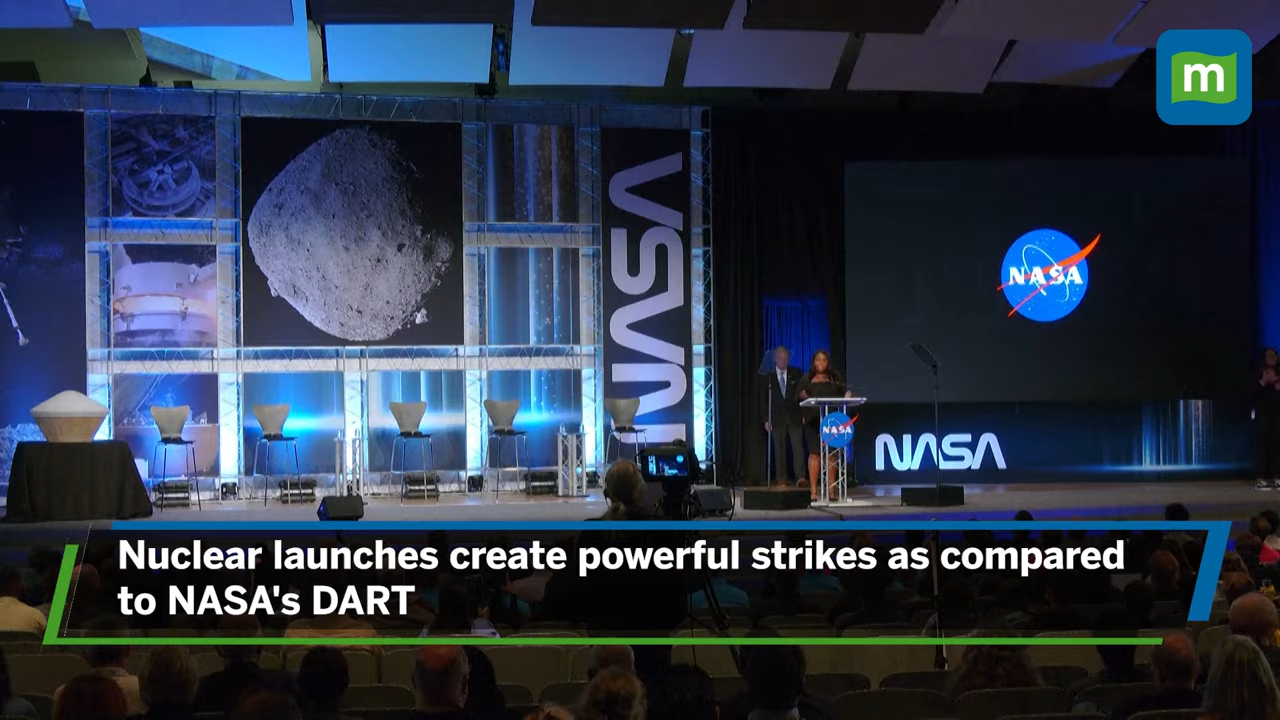 m
NASA
NASA
NASA
NASA
Nuclear launches create powerful strikes as compared
to NASA's DART